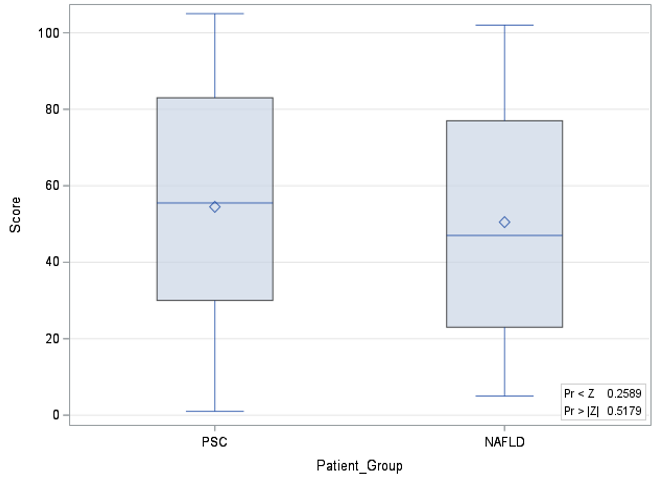 100
80
60
40
20
0
Score
PSC
NAFLD
Patient_Group
Pr < Z 0.2589
Pr > |Z| 0.5179